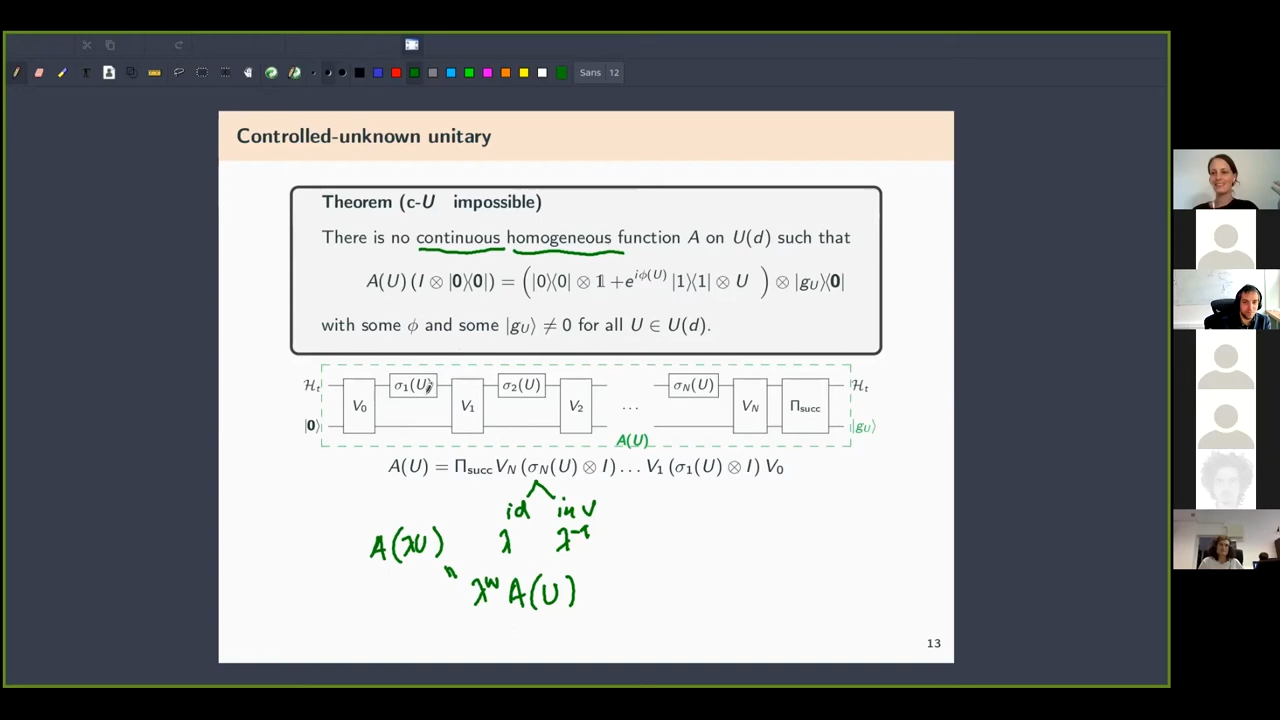 Sans 12
Controlled-unknown unitary
Theorem (c-U impossible)
There is no continuous homogeneous function A on U(d) such that
A(U) (I ⊗ |0⟩⟨0|) = (|0⟩⟨0| ⊗ 𝟙 + e^{iϕ(U)} |1⟩⟨1| ⊗ U ) ⊗ |g_U⟩⟨0|
with some ϕ and some |g_U⟩ ≠ 0 for all U ∈ U(d).
ℋ_t V_0 σ_1(U) V_1 σ_2(U) V_2 ... σ_N(U) V_N Π_succ ℋ_t
|0⟩ A(U) |g_U⟩
A(U) = Π_succ V_N (σ_N(U) ⊗ I) ... V_1 (σ_1(U) ⊗ I) V_0
id inv
A(λU) λ λ^{-1}
λ^n A(U)
13